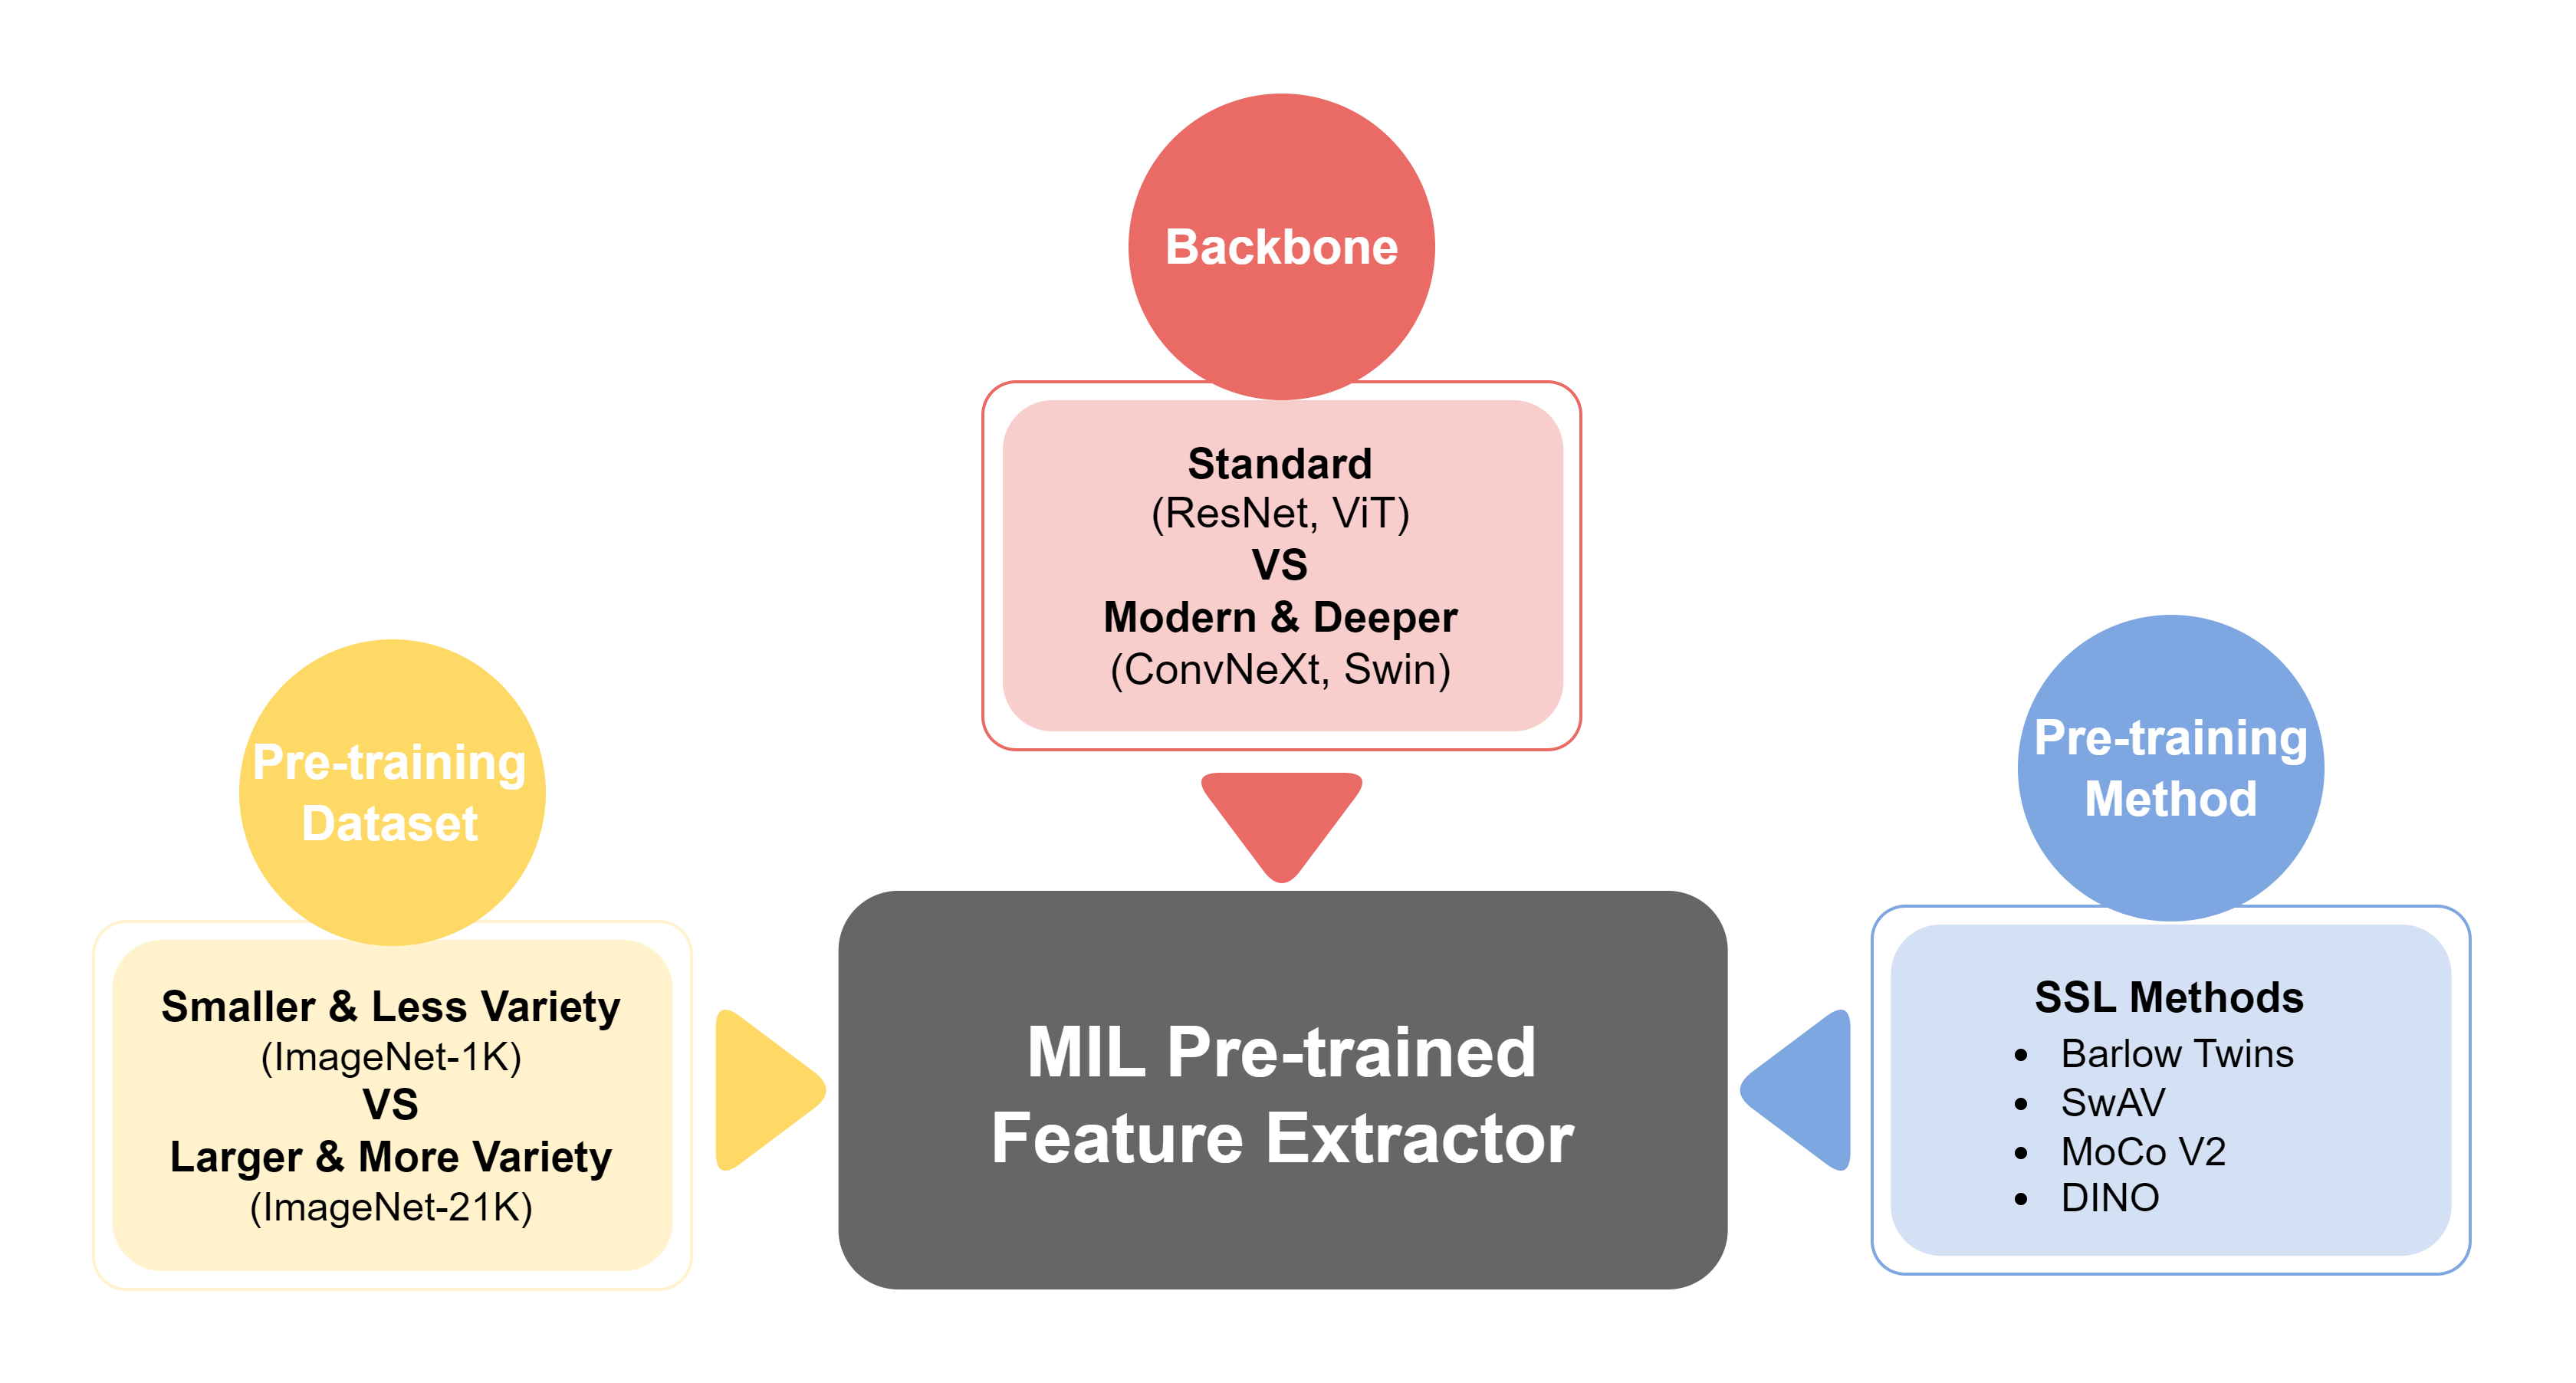 Backbone
Standard
(ResNet, ViT)
VS
Modern & Deeper
(ConvNeXt, Swin)
Pre-training
Dataset
Smaller & Less Variety
(ImageNet-1K)
VS
Larger & More Variety
(ImageNet-21K)
MIL Pre-trained
Feature Extractor
Pre-training
Method
SSL Methods
• Barlow Twins
• SwAV
• MoCo V2
• DINO